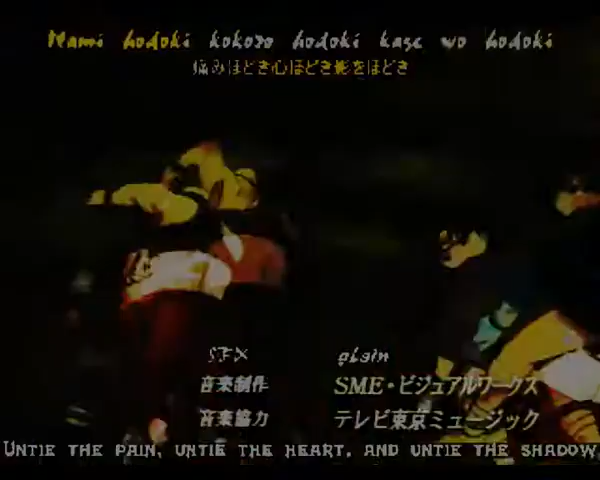 Itami hodoki kokoro hodoki kage wo hodoki
痛みほどき心ほどき影をほどき
SFX plain
音楽制作 SME・ビジュアルワークス
音楽協力 テレビ東京ミュージック
UNTIE THE PAIN, UNTIE THE HEART, AND UNTIE THE SHADOW